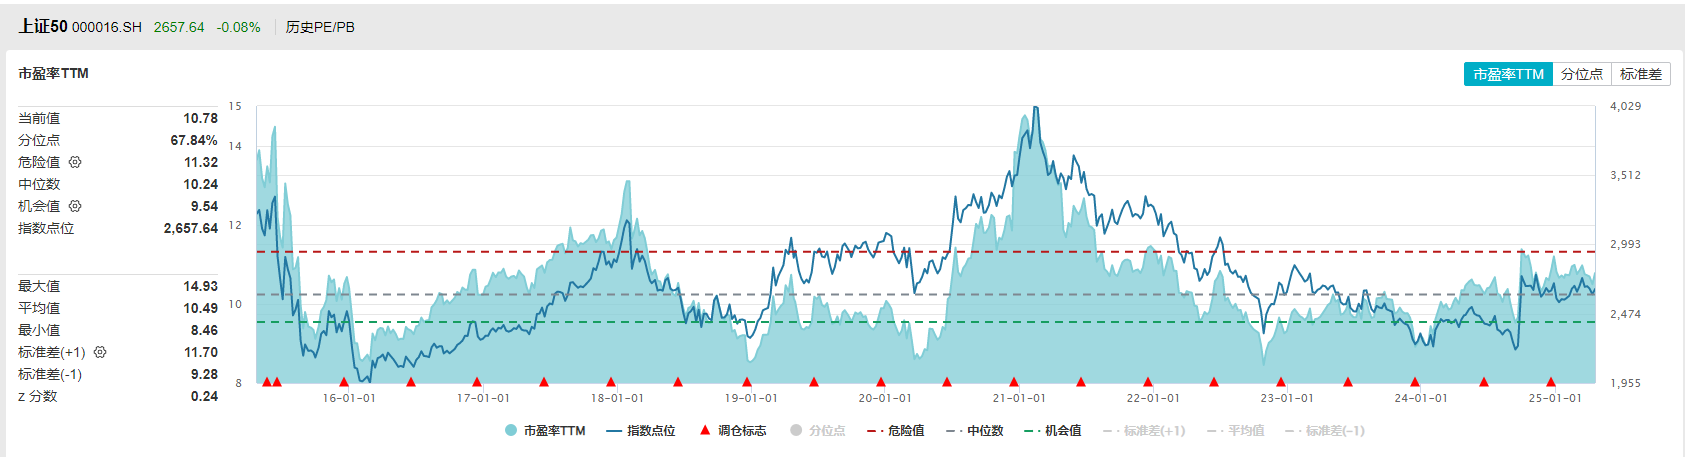 上证50 000016.SH 2657.64 -0.08% 历史PE/PB
市盈率TTM
市盈率TTM 分位点 标准差
当前值 10.78
分位点 67.84%
危险值 11.32
中位数 10.24
机会值 9.54
指数点位 2,657.64
最大值 14.93
平均值 10.49
最小值 8.46
标准差(+1) 11.70
标准差(-1) 9.28
z 分数 0.24
15
14
12
10
8
4,029
3,512
2,993
2,474
1,955
16-01-01 17-01-01 18-01-01 19-01-01 20-01-01 21-01-01 22-01-01 23-01-01 24-01-01 25-01-01
市盈率TTM 指数点位 调仓标志 分位点 危险值 中位数 机会值 标准差(+1) 平均值 标准差(-1)